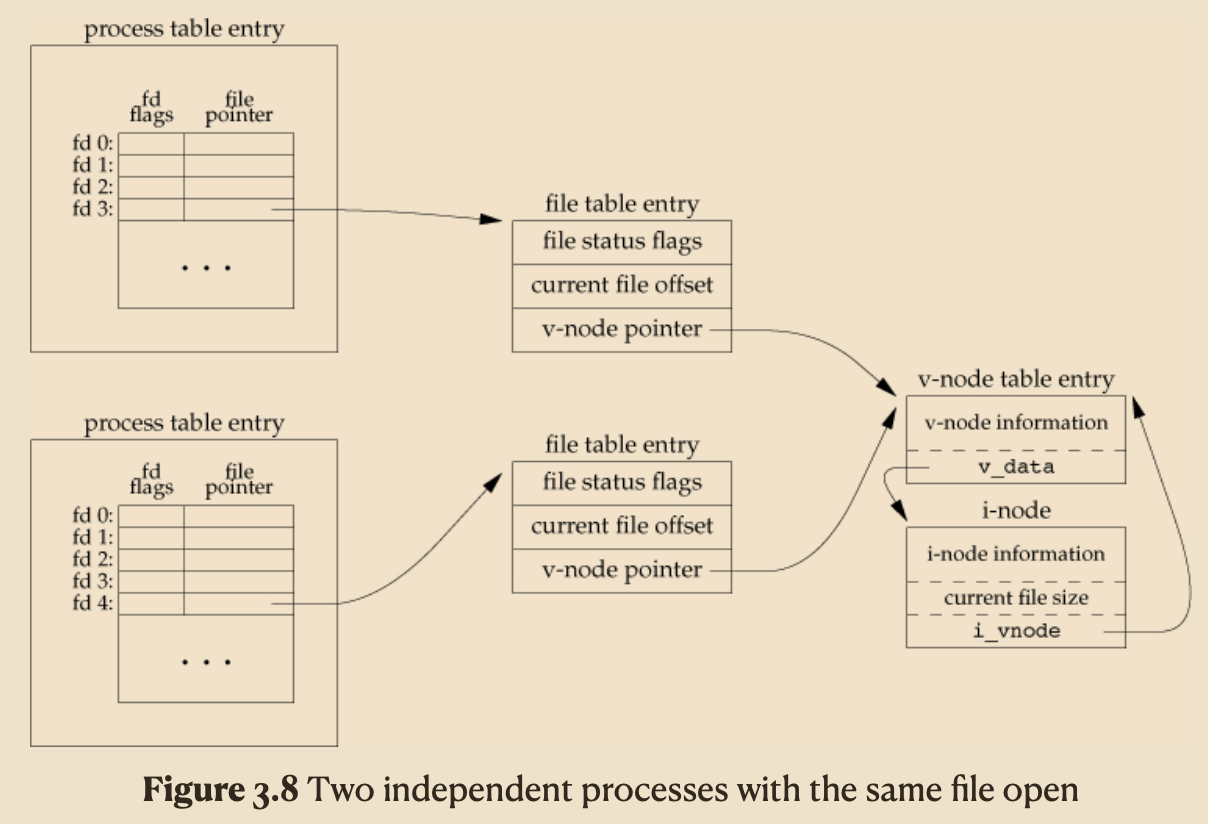 process table entry
fd
flags
file
pointer
fd 0:
fd 1:
fd 2:
fd 3:
. . .
file table entry
file status flags
current file offset
v-node pointer
process table entry
fd
flags
file
pointer
fd 0:
fd 1:
fd 2:
fd 3:
fd 4:
. . .
file table entry
file status flags
current file offset
v-node pointer
v-node table entry
v-node information
v_data
i-node
i-node information
current file size
i_vnode
Figure 3.8 Two independent processes with the same file open